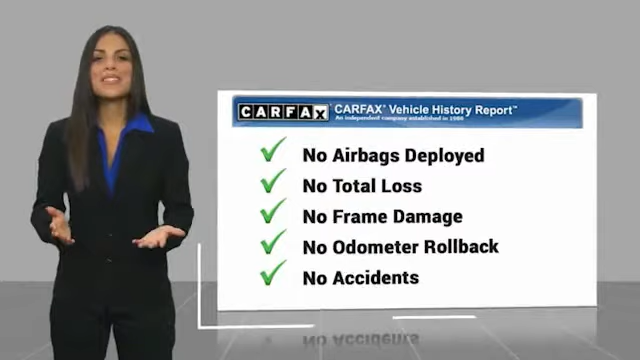 CARFAX CARFAX® Vehicle History Report™
An independent company established in 1986
No Airbags Deployed
No Total Loss
No Frame Damage
No Odometer Rollback
No Accidents